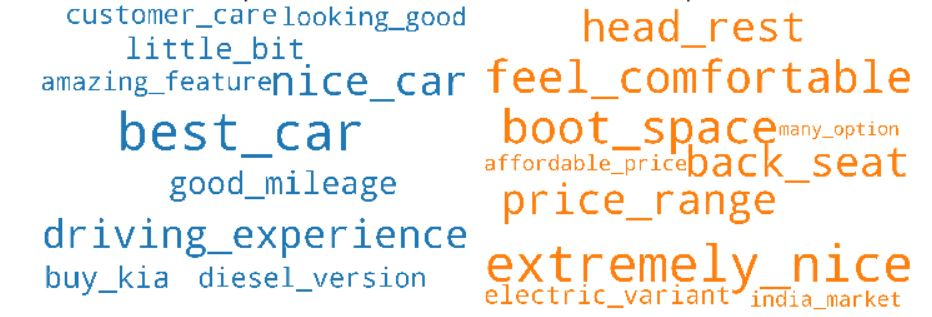 customer_care looking_good
little_bit
amazing_feature nice_car
best_car
good_mileage
driving_experience
buy_kia diesel_version
head_rest
feel_comfortable
boot_space many_option
affordable_price back_seat
price_range
extremely_nice
electric_variant india_market